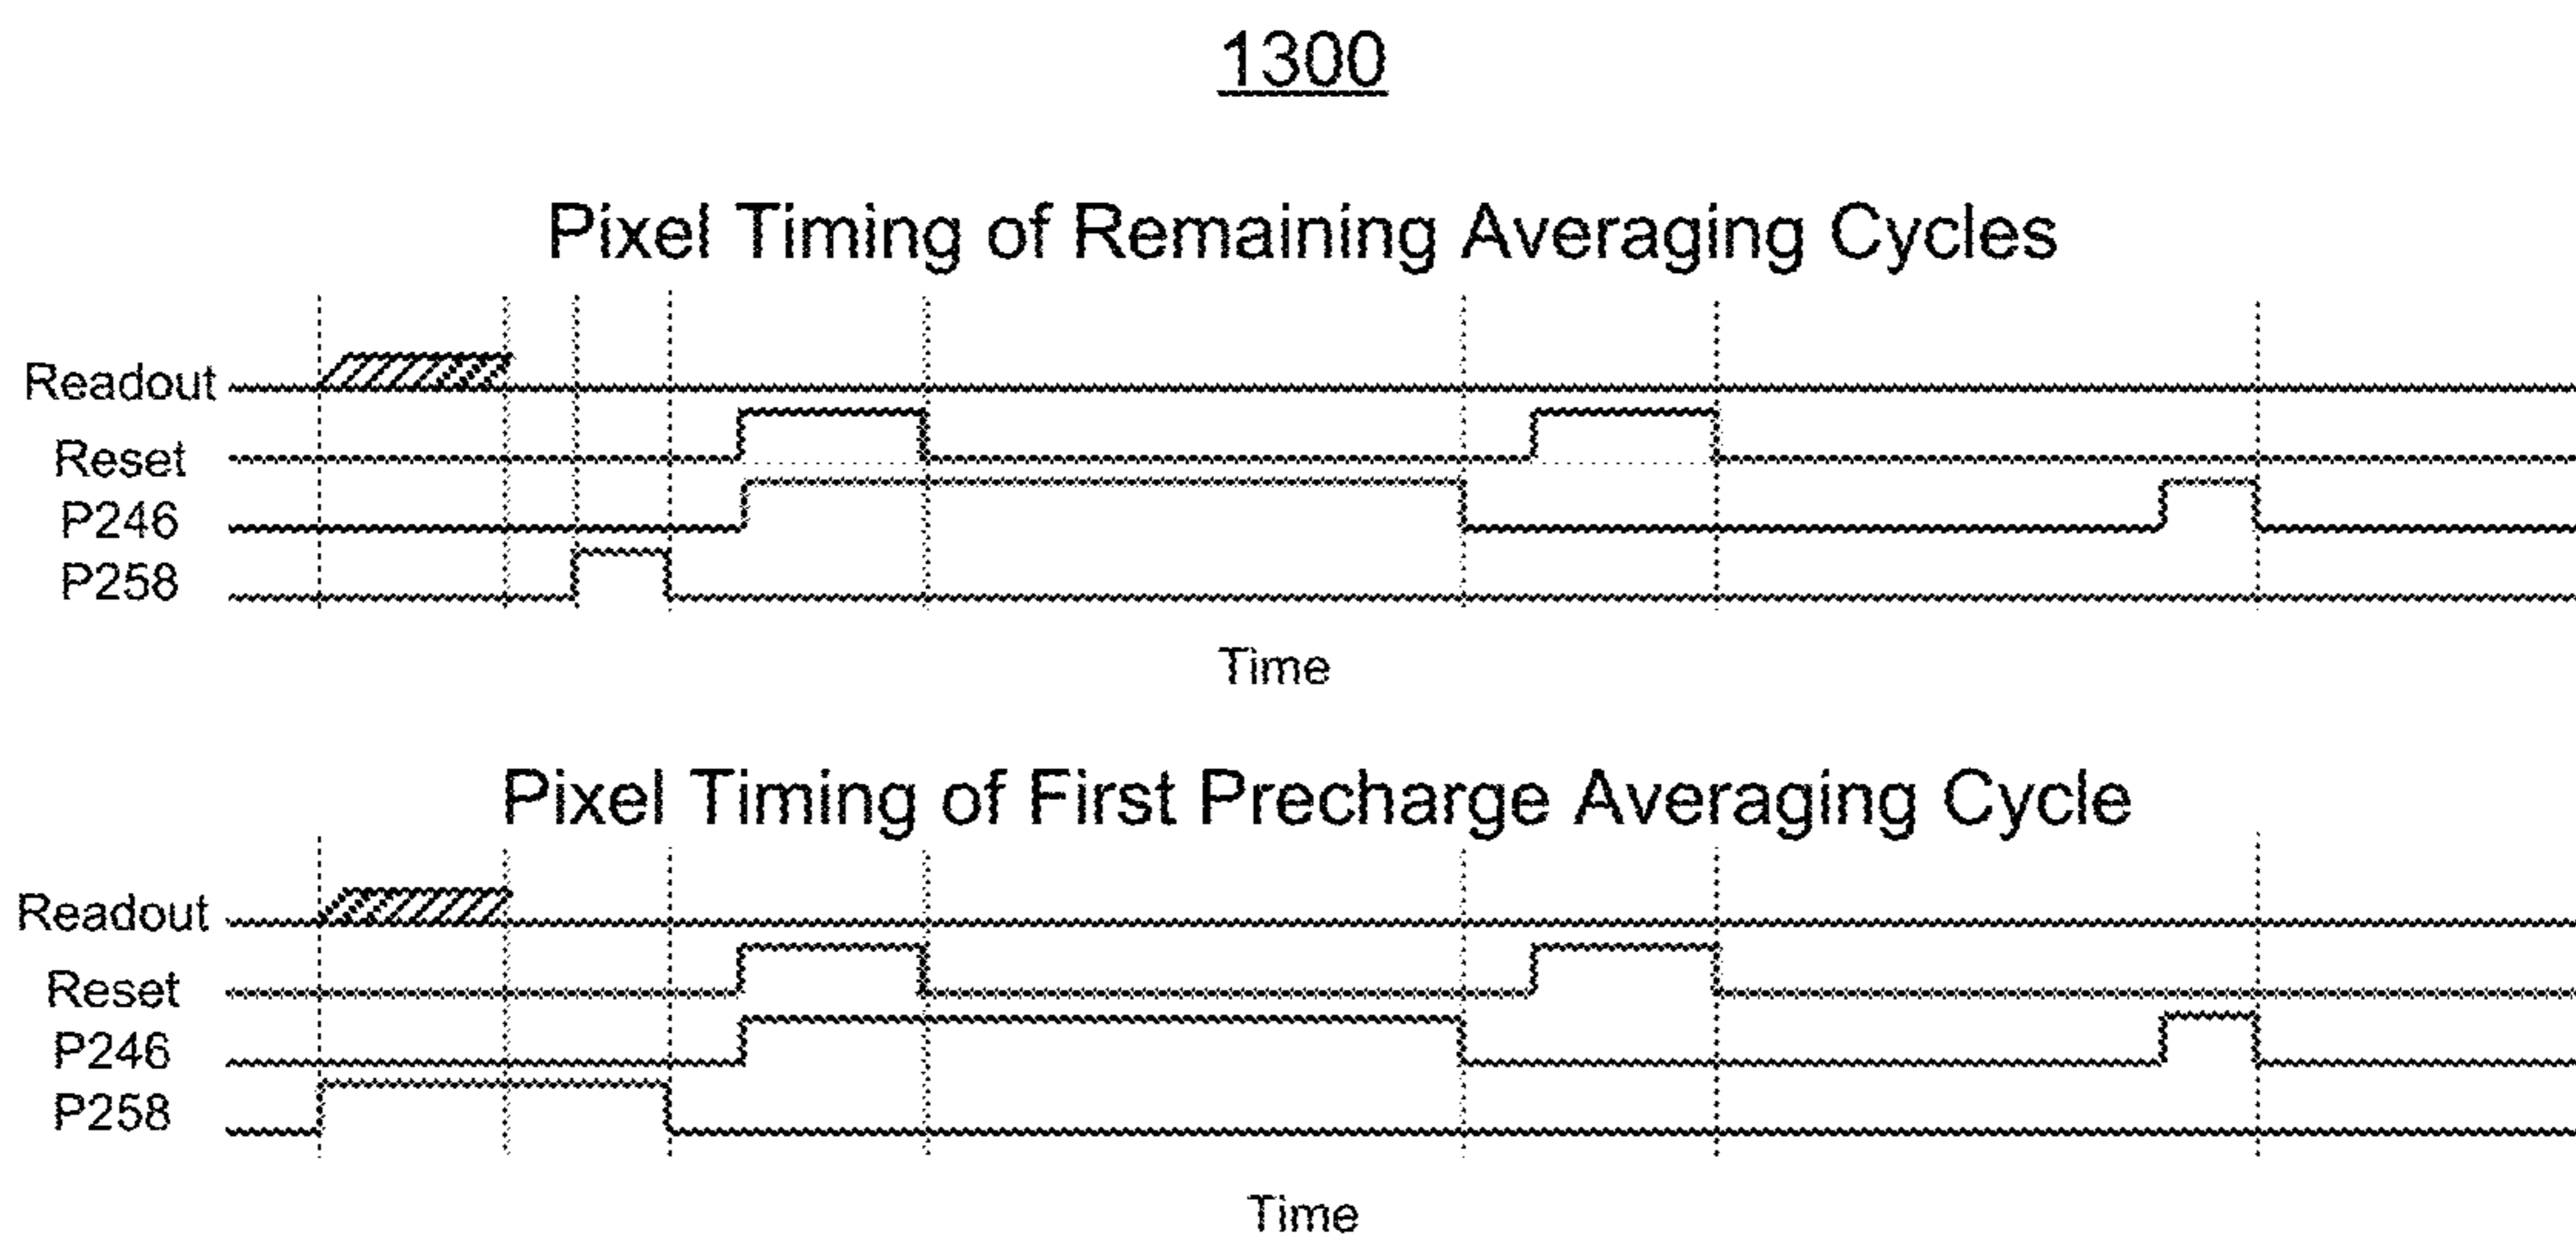 1300
Pixel Timing of Remaining Averaging Cycles
Readout
Reset
P246
P258
Time
Pixel Timing of First Precharge Averaging Cycle
Readout
Reset
P246
P258
Time